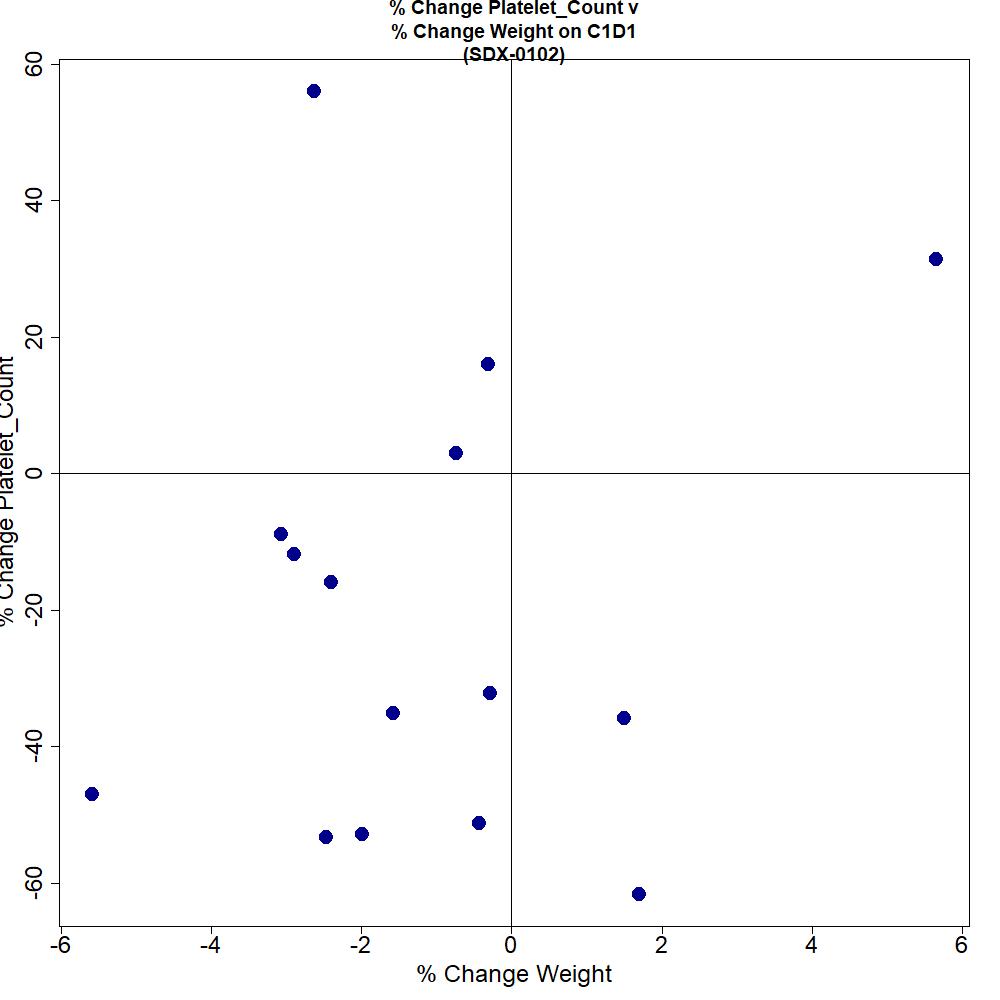 % Change Platelet_Count v
% Change Weight on C1D1
(SDX-0102)
60
40
20
0
-20
-40
-60
% Change Platelet_Count
-6
-4
-2
0
2
4
6
% Change Weight